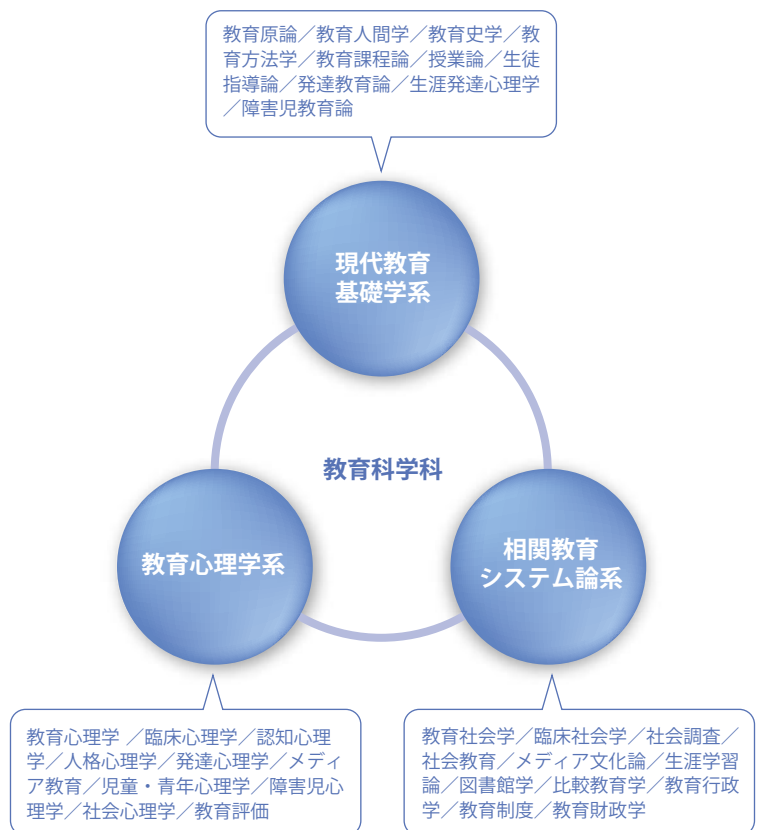 教育原論／教育人間学／教育史学／教
育方法学／教育課程論／授業論／生徒
指導論／発達教育論／生涯発達心理学
／障害児教育論
現代教育
基礎学系
教育科学科
教育心理学系
相関教育
システム論系
教育心理学 ／臨床心理学／認知心理
学／人格心理学／発達心理学／メディ
ア教育／児童・青年心理学／障害児心
理学／社会心理学／教育評価
教育社会学／臨床社会学／社会調査／
社会教育／メディア文化論／生涯学習
論／図書館学／比較教育学／教育行政
学／教育制度／教育財政学